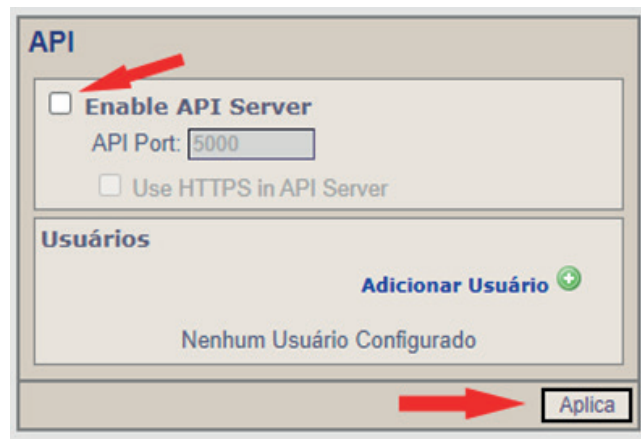 API
Enable API Server
API Port: 5000
Use HTTPS in API Server
Usuários
Adicionar Usuário
Nenhum Usuário Configurado
Aplica